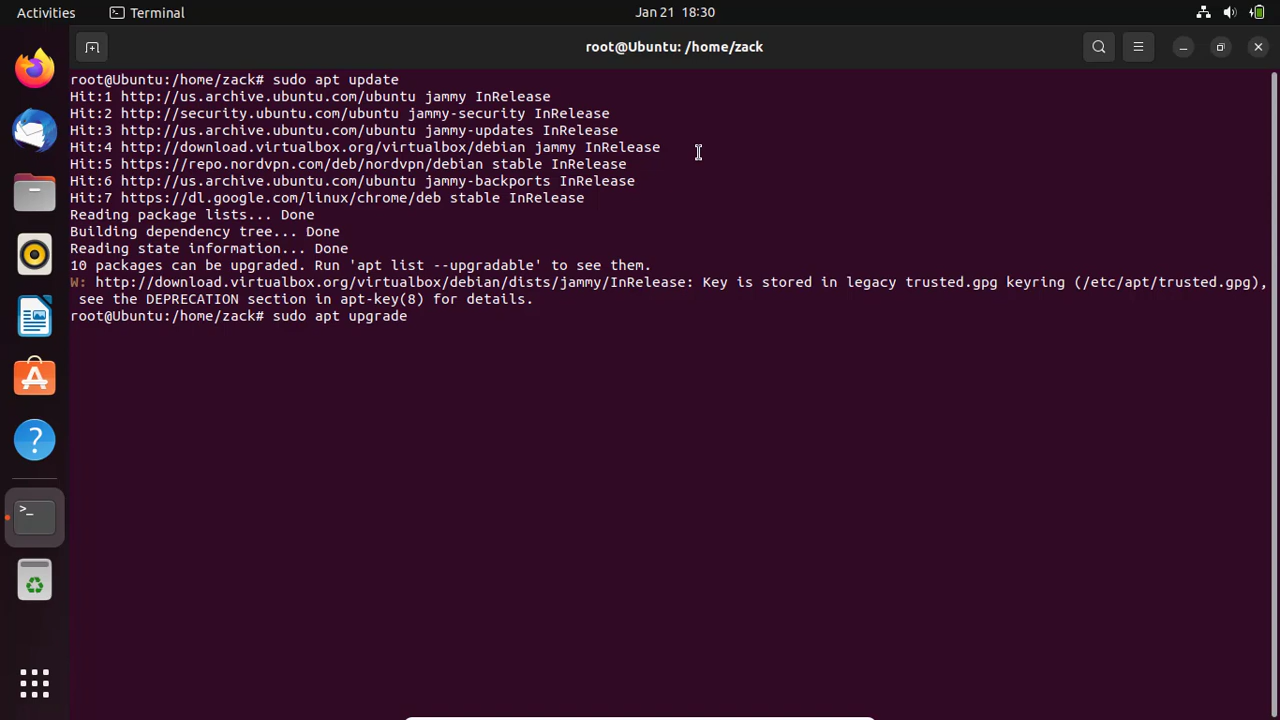 Activities
Terminal
Jan 21 18:30
root@Ubuntu: /home/zack
root@Ubuntu:/home/zack# sudo apt update
Hit:1 http://us.archive.ubuntu.com/ubuntu jammy InRelease
Hit:2 http://security.ubuntu.com/ubuntu jammy-security InRelease
Hit:3 http://us.archive.ubuntu.com/ubuntu jammy-updates InRelease
Hit:4 http://download.virtualbox.org/virtualbox/debian jammy InRelease
Hit:5 https://repo.nordvpn.com/deb/nordvpn/debian stable InRelease
Hit:6 http://us.archive.ubuntu.com/ubuntu jammy-backports InRelease
Hit:7 https://dl.google.com/linux/chrome/deb stable InRelease
Reading package lists... Done
Building dependency tree... Done
Reading state information... Done
10 packages can be upgraded. Run 'apt list --upgradable' to see them.
W: http://download.virtualbox.org/virtualbox/debian/dists/jammy/InRelease: Key is stored in legacy trusted.gpg keyring (/etc/apt/trusted.gpg),
see the DEPRECATION section in apt-key(8) for details.
root@Ubuntu:/home/zack# sudo apt upgrade